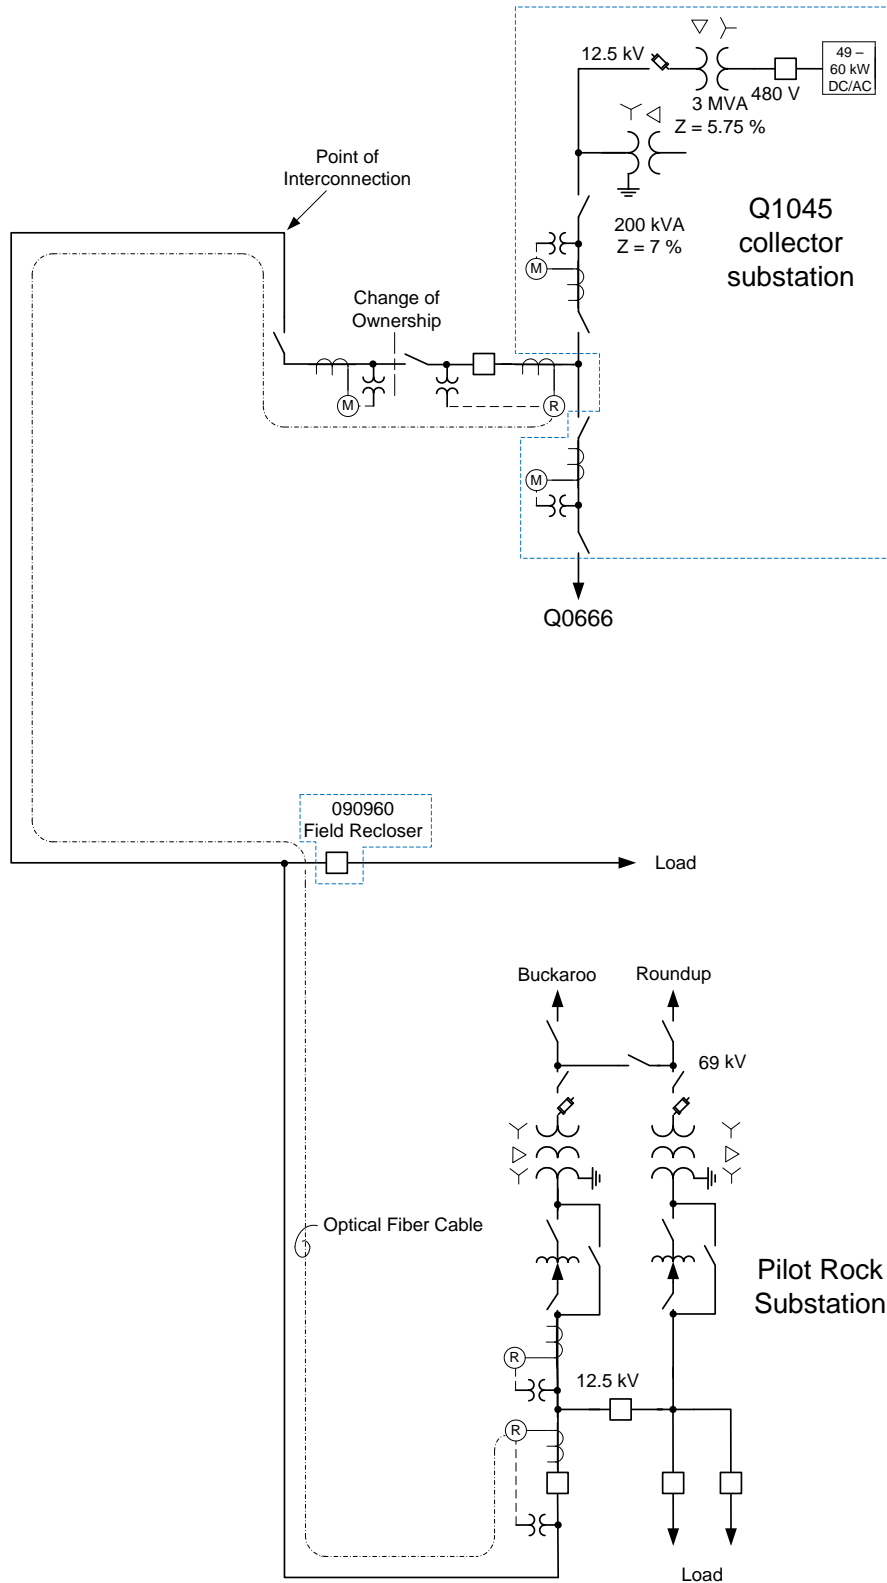 12.5 kV
49 –
60 kW
DC/AC
3 MVA
480 V
Z = 5.75 %
Point of
Interconnection
200 kVA
Z = 7 %
Q1045
collector
substation
M
Change of
Ownership
M
R
M
Q0666
090960
Field Recloser
Load
Buckaroo
Roundup
69 kV
Optical Fiber Cable
Pilot Rock
Substation
R
12.5 kV
R
Load